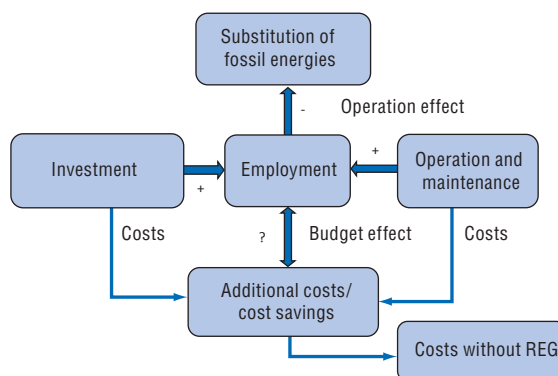 Substitution of
fossil energies
-
Operation effect
Investment
+
Employment
+
Operation and
maintenance
Costs
?
Budget effect
Costs
Additional costs/
cost savings
Costs without REG